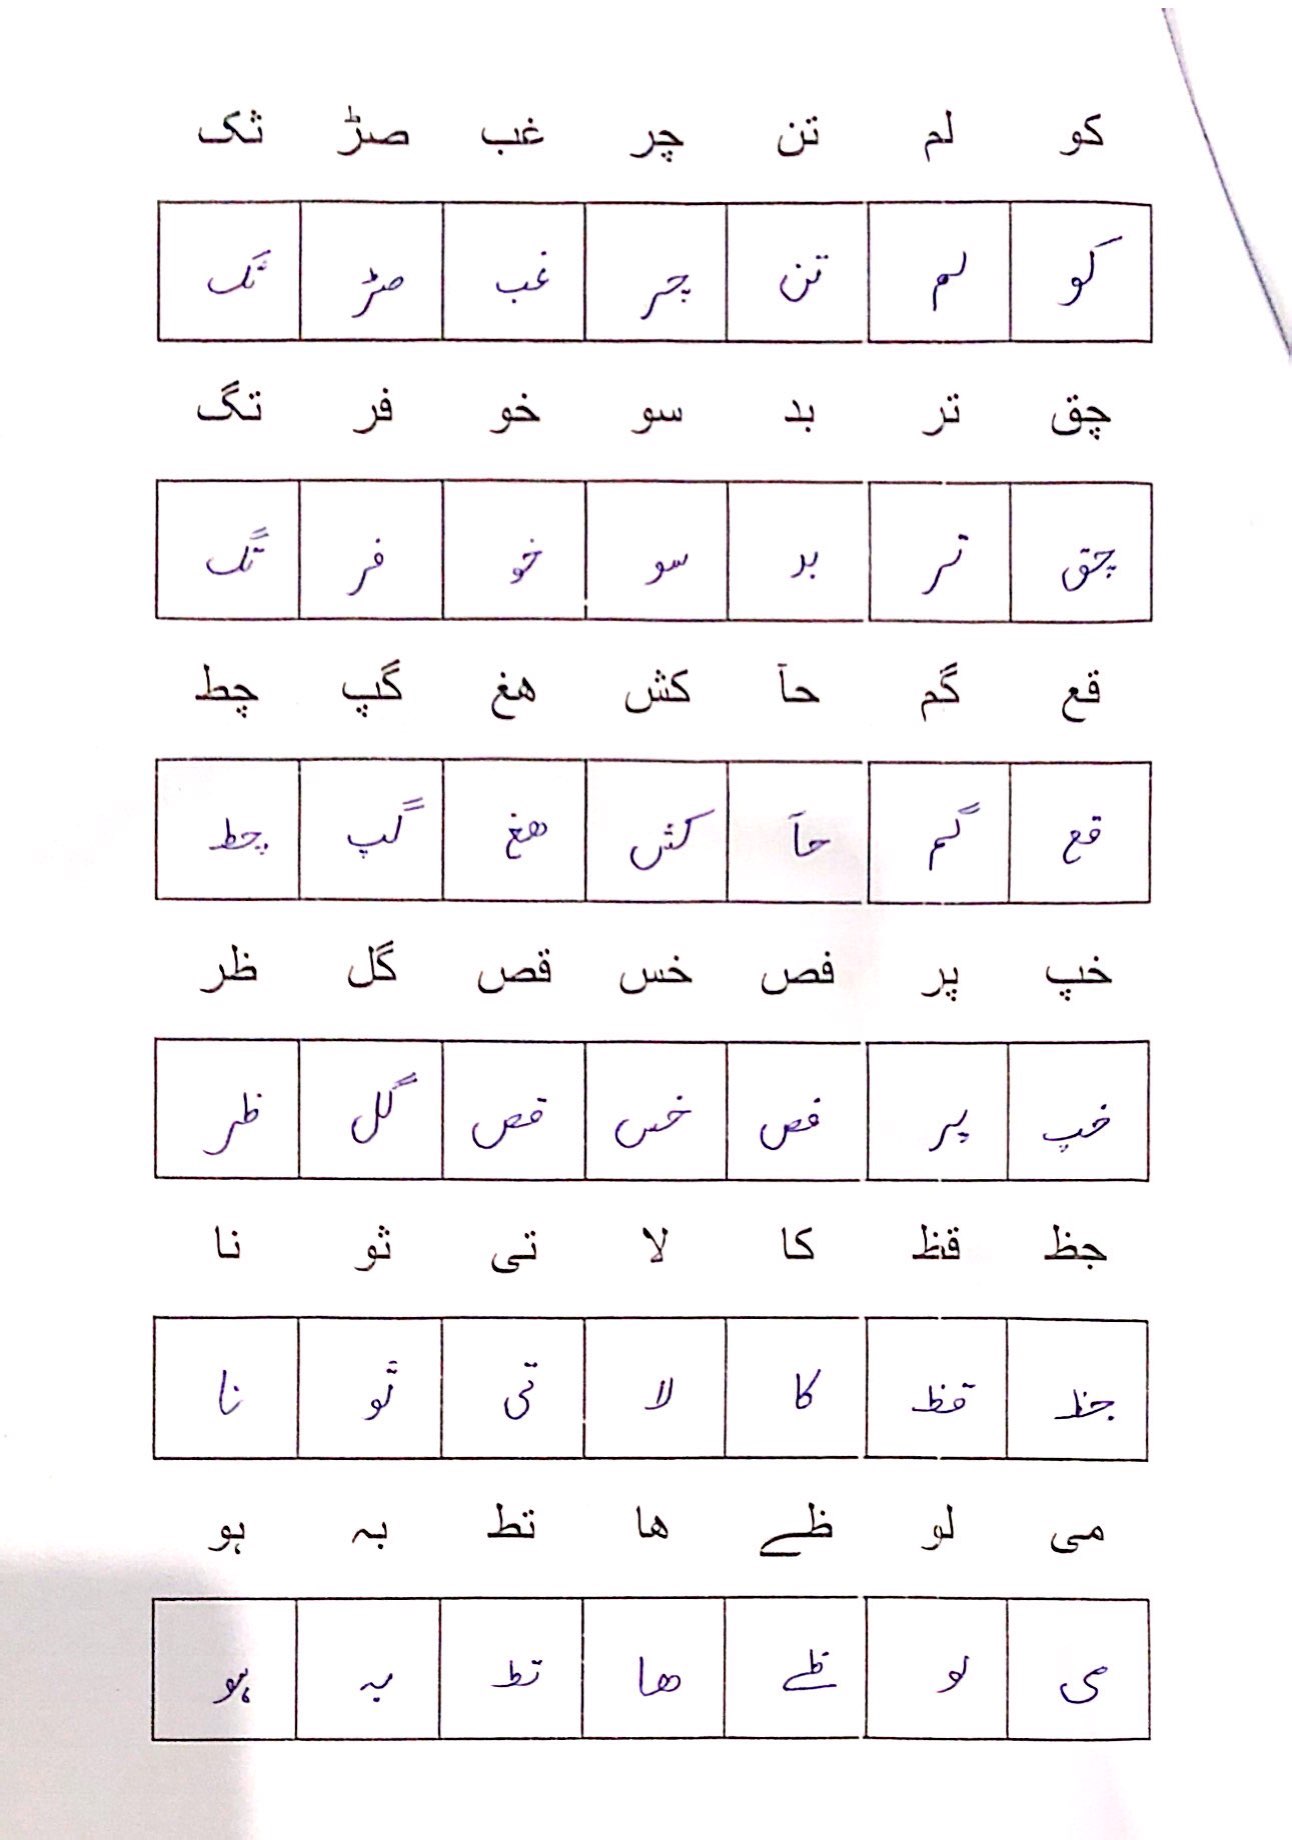 کو لم تن چر غب صڑ ثک
کو لم تن چر غب صڑ ثک
چق تر بد سو خو فر تگ
چق تر بد سو خو فر تگ
قع گم حآ کش ھغ گپ چط
قع گم حآ کش ھغ گپ چط
خپ پر فص خس قص گل ظر
خپ پر فص خس قص گل ظر
جظ قظ کا لا تی ثو نا
جظ قظ کا لا تی ثو نا
می لو ظے ھا تط بہ ہو
می لو ظے ھا تط بہ ہو